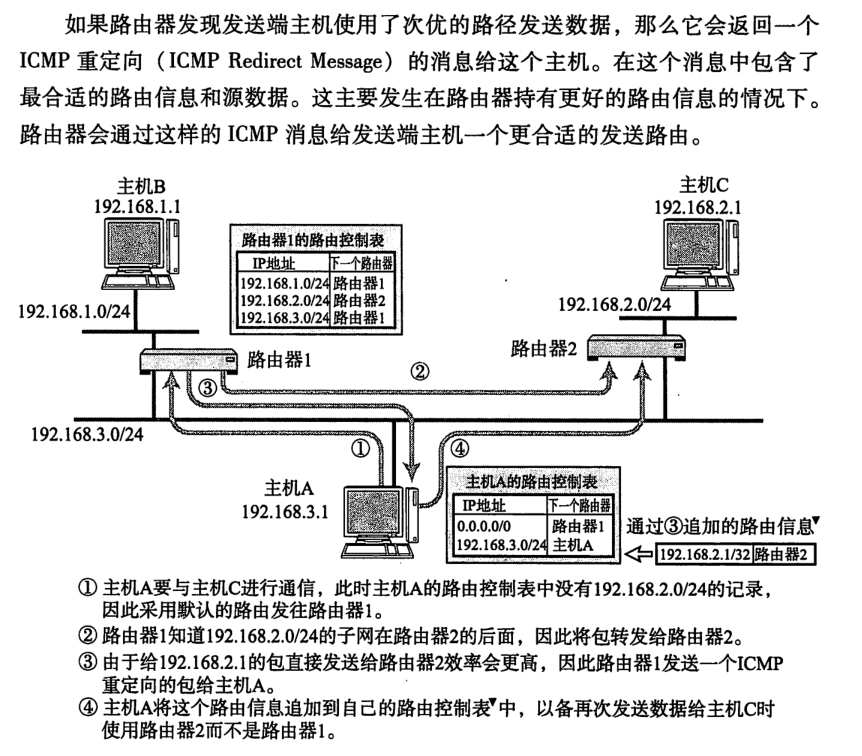 如果路由器发现发送端主机使用了次优的路径发送数据，那么它会返回一个
ICMP 重定向（ICMP Redirect Message）的消息给这个主机。在这个消息中包含了
最合适的路由信息和源数据。这主要发生在路由器持有更好的路由信息的情况下。
路由器会通过这样的 ICMP 消息给发送端主机一个更合适的发送路由。
主机B
192.168.1.1
主机C
192.168.2.1
路由器1的路由控制表
IP地址 下一个路由器
192.168.1.0/24 路由器1
192.168.2.0/24 路由器2
192.168.3.0/24 路由器1
192.168.1.0/24
192.168.2.0/24
路由器1
路由器2
②
③
192.168.3.0/24
①
④
主机A
192.168.3.1
主机A的路由控制表
IP地址 下一个路由器
0.0.0.0/0 路由器1
192.168.3.0/24 主机A
通过③追加的路由信息▼
192.168.2.1/32 路由器2
① 主机A要与主机C进行通信，此时主机A的路由控制表中没有192.168.2.0/24的记录，
因此采用默认的路由发往路由器1。
② 路由器1知道192.168.2.0/24的子网在路由器2的后面，因此将包转发给路由器2。
③ 由于给192.168.2.1的包直接发送给路由器2效率会更高，因此路由器1发送一个ICMP
重定向的包给主机A。
④ 主机A将这个路由信息追加到自己的路由控制表▼中，以备再次发送数据给主机C时
使用路由器2而不是路由器1。